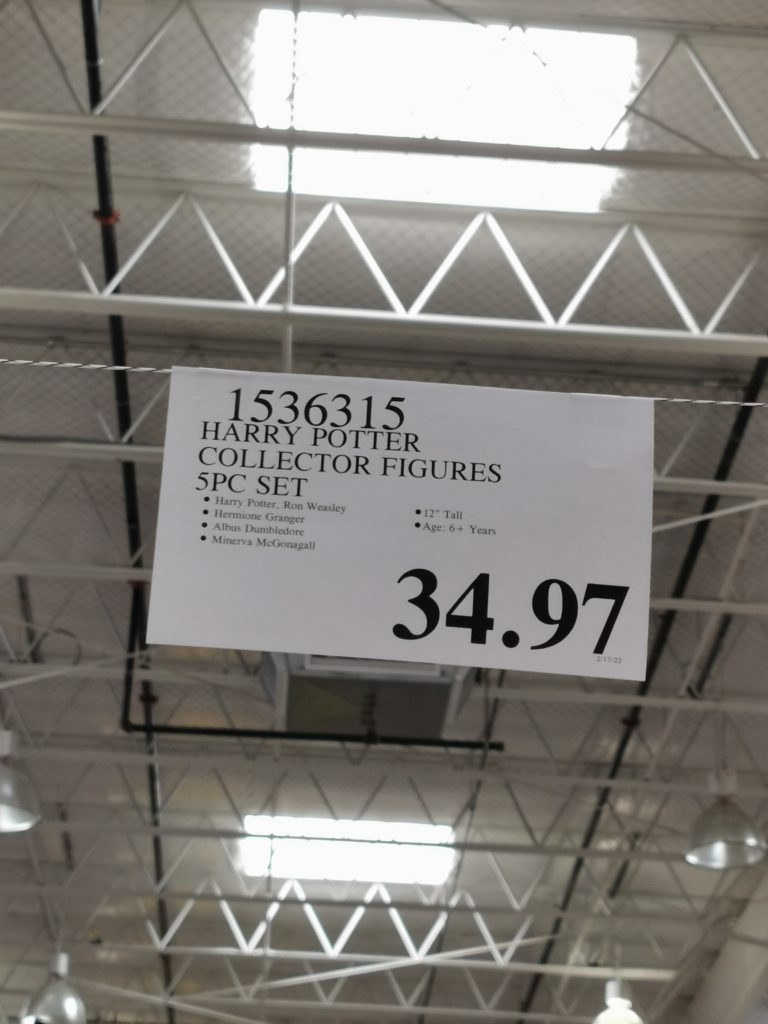 1536315
HARRY POTTER
COLLECTOR FIGURES
5PC SET
• Harry Potter, Ron Weasley
• Hermione Granger
• Albus Dumbledore
• Minerva McGonagall
• 12" Tall
• Age: 6+ Years
34.97
2/17/22